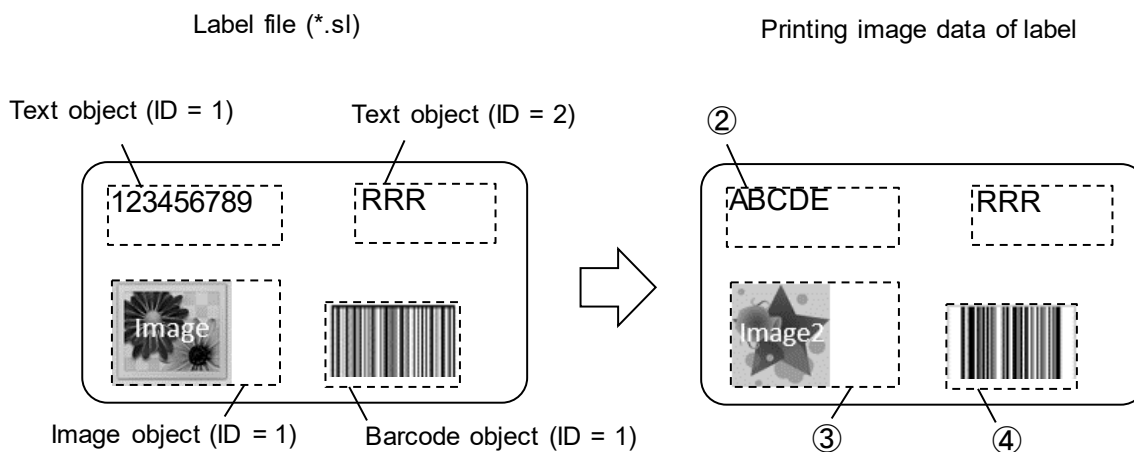 Label file (*.sl)
Printing image data of label
Text object (ID = 1)
Text object (ID = 2)
②
123456789
RRR
ABCDE
RRR
Image
Image2
Image object (ID = 1)
Barcode object (ID = 1)
③
④